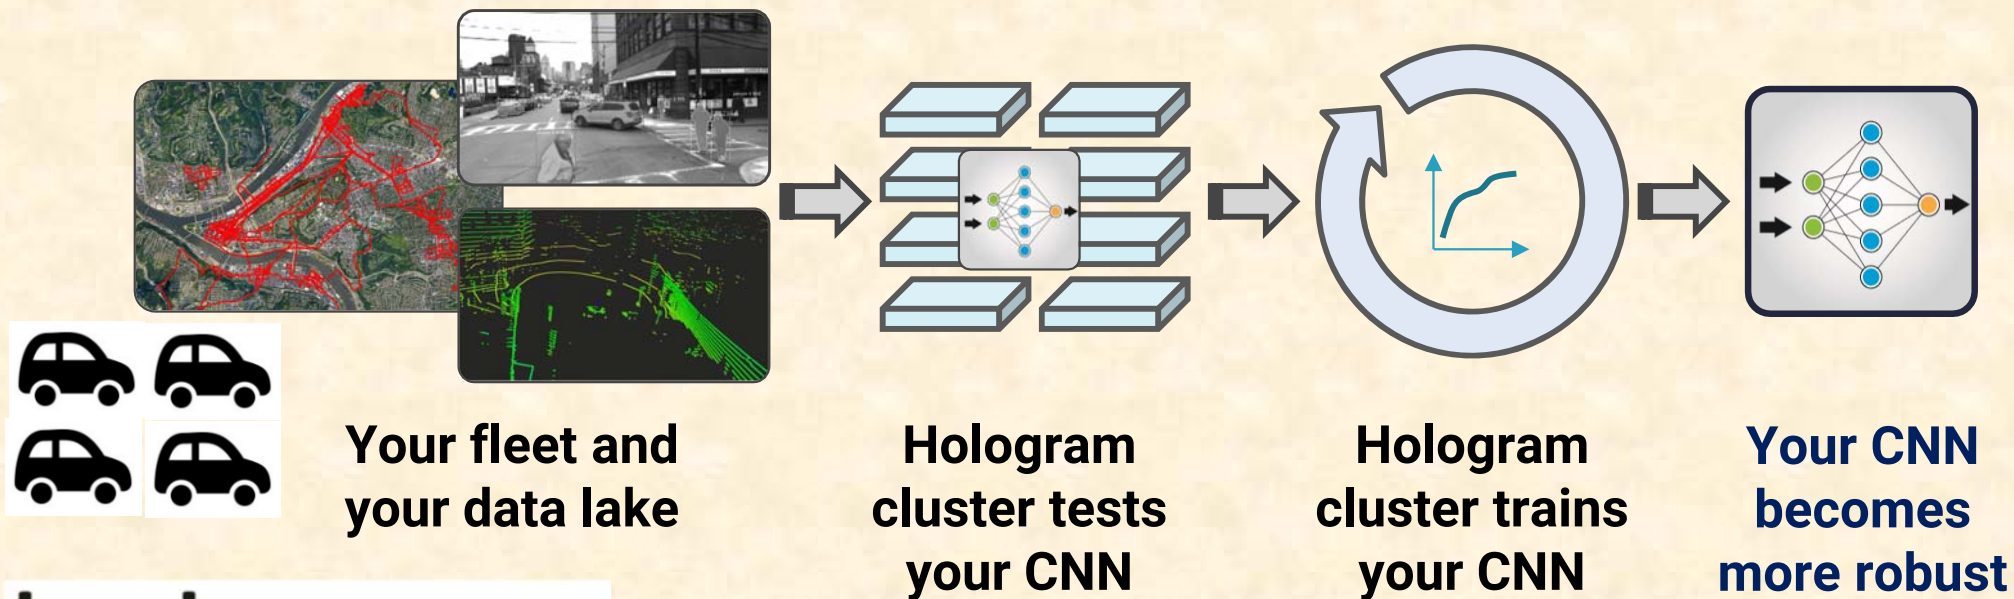 Your fleet and
your data lake
Hologram
cluster tests
your CNN
Hologram
cluster trains
your CNN
Your CNN
becomes
more robust